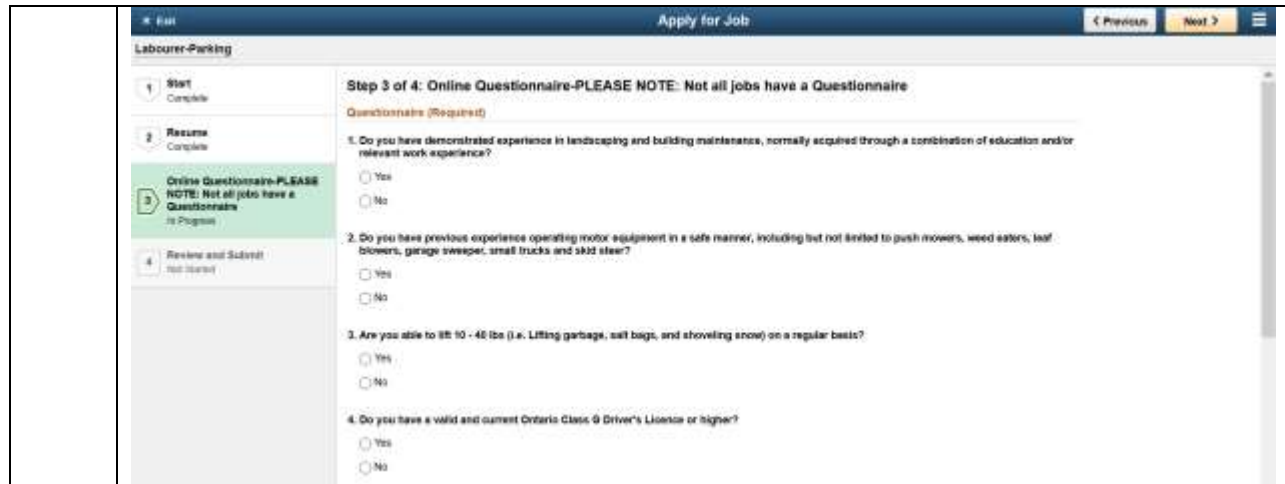 × Exit
Apply for Job
Previous
Next
Labourer-Parking
1 Start
Complete
2 Resume
Complete
3 Online Questionnaire-PLEASE
NOTE: Not all jobs have a
Questionnaire
In Progress
4 Review and Submit
Not Started
Step 3 of 4: Online Questionnaire-PLEASE NOTE: Not all jobs have a Questionnaire
Questionnaire (Required)
1. Do you have demonstrated experience in landscaping and building maintenance, normally acquired through a combination of education and/or
relevant work experience?
Yes
No
2. Do you have previous experience operating motor equipment in a safe manner, including but not limited to push mowers, weed eaters, leaf
blowers, garage sweeper, small trucks and skid steer?
Yes
No
3. Are you able to lift 10 - 40 lbs (i.e. Lifting garbage, salt bags, and shoveling snow) on a regular basis?
Yes
No
4. Do you have a valid and current Ontario Class G Driver's Licence or higher?
Yes
No